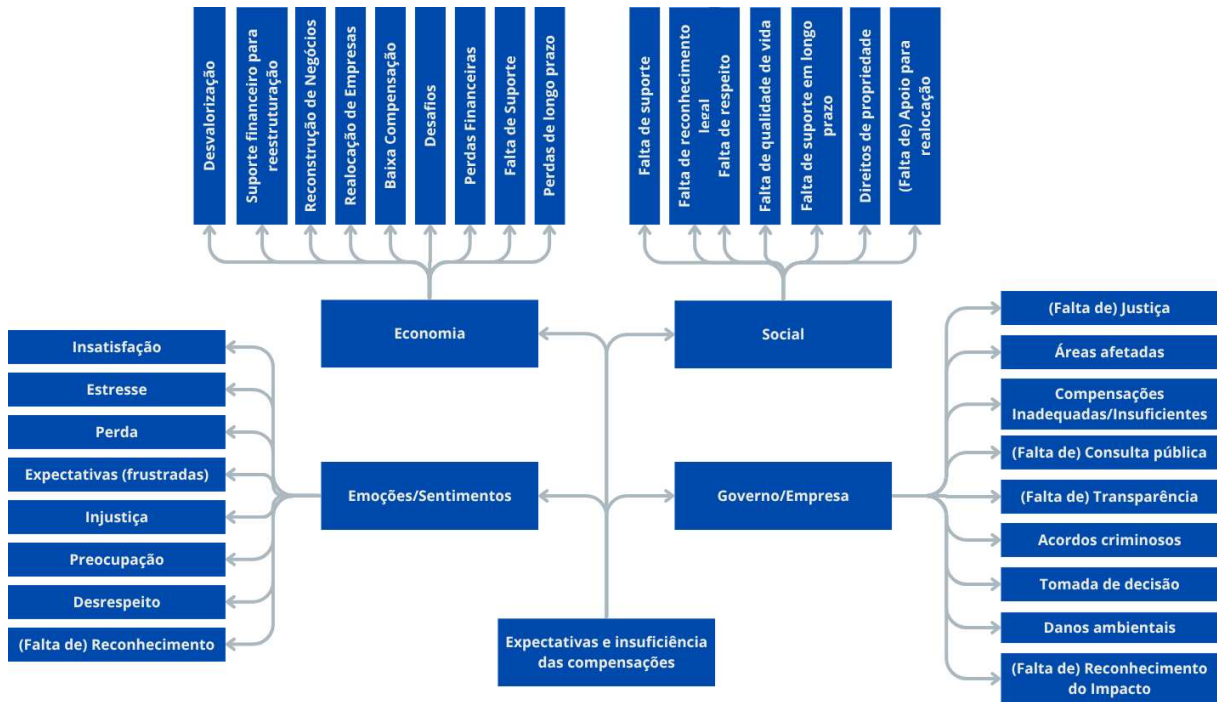 Desvalorização
Suporte financeiro para
reestruturação
Reconstrução de Negócios
Realocação de Empresas
Baixa Compensação
Desafios
Perdas Financeiras
Falta de Suporte
Perdas de longo prazo
Falta de suporte
Falta de reconhecimento
legal
Falta de respeito
Falta de qualidade de vida
Falta de suporte em longo
prazo
Direitos de propriedade
(Falta de) Apoio para
realocação
Economia
Social
Insatisfação
Estresse
Perda
Expectativas (frustradas)
Injustiça
Preocupação
Desrespeito
(Falta de) Reconhecimento
Emoções/Sentimentos
Governo/Empresa
(Falta de) Justiça
Áreas afetadas
Compensações
Inadequadas/Insuficientes
(Falta de) Consulta pública
(Falta de) Transparência
Acordos criminosos
Tomada de decisão
Danos ambientais
(Falta de) Reconhecimento
do Impacto
Expectativas e insuficiência
das compensações